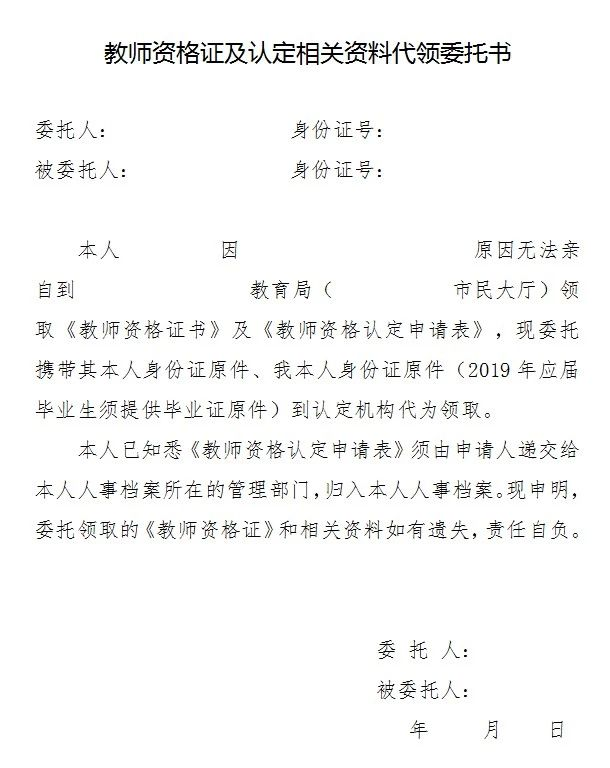 教师资格证及认定相关资料代领委托书
委托人： 身份证号：
被委托人： 身份证号：
本人 因 原因无法亲
自到 教育局（ 市民大厅）领
取《教师资格证书》及《教师资格认定申请表》，现委托
携带其本人身份证原件、我本人身份证原件（2019 年应届
毕业生须提供毕业证原件）到认定机构代为领取。
本人已知悉《教师资格认定申请表》须由申请人递交给
本人人事档案所在的管理部门，归入本人人事档案。现申明，
委托领取的《教师资格证》和相关资料如有遗失，责任自负。
委 托 人：
被委托人：
年 月 日